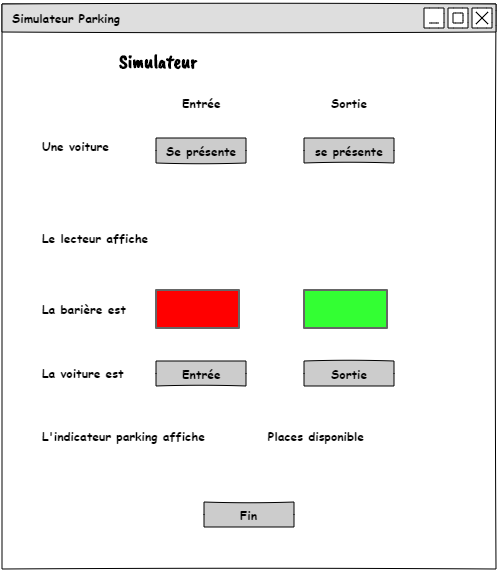 Simulateur Parking
Simulateur
Entrée Sortie
Une voiture Se présente se présente
Le lecteur affiche
La barière est
La voiture est Entrée Sortie
L'indicateur parking affiche Places disponible
Fin